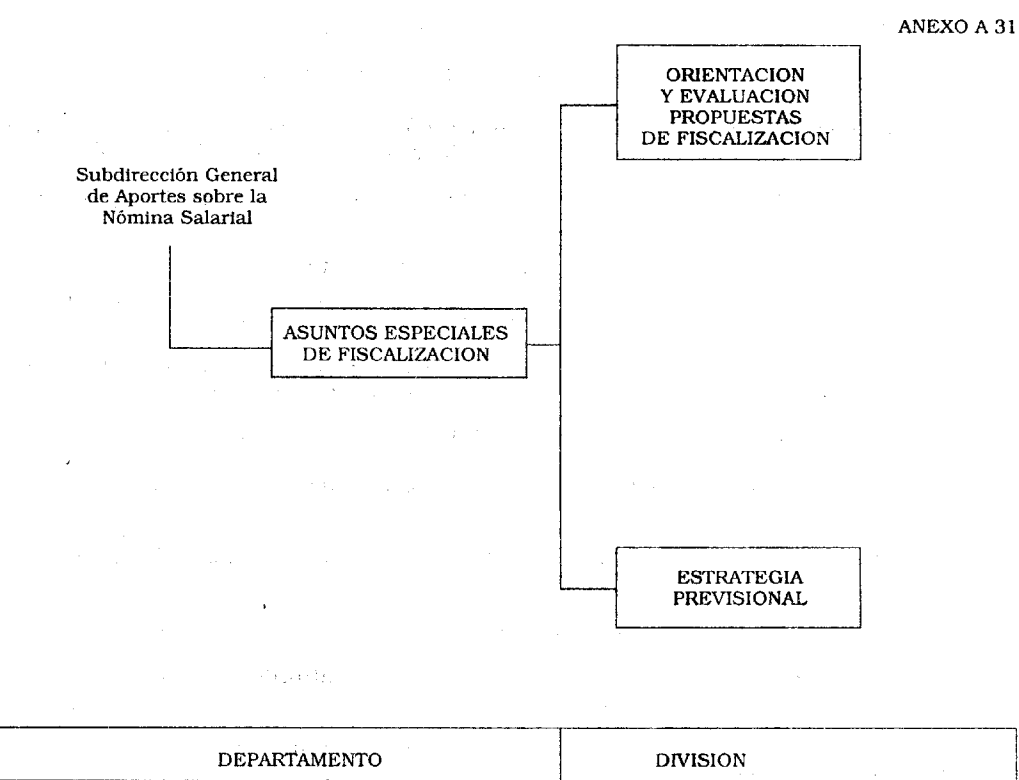 ANEXO A 31
ORIENTACION
Y EVALUACION
PROPUESTAS
DE FISCALIZACION
Subdirección General
de Aportes sobre la
Nómina Salarial
ASUNTOS ESPECIALES
DE FISCALIZACION
ESTRATEGIA
PREVISIONAL
DEPARTAMENTO
DIVISION